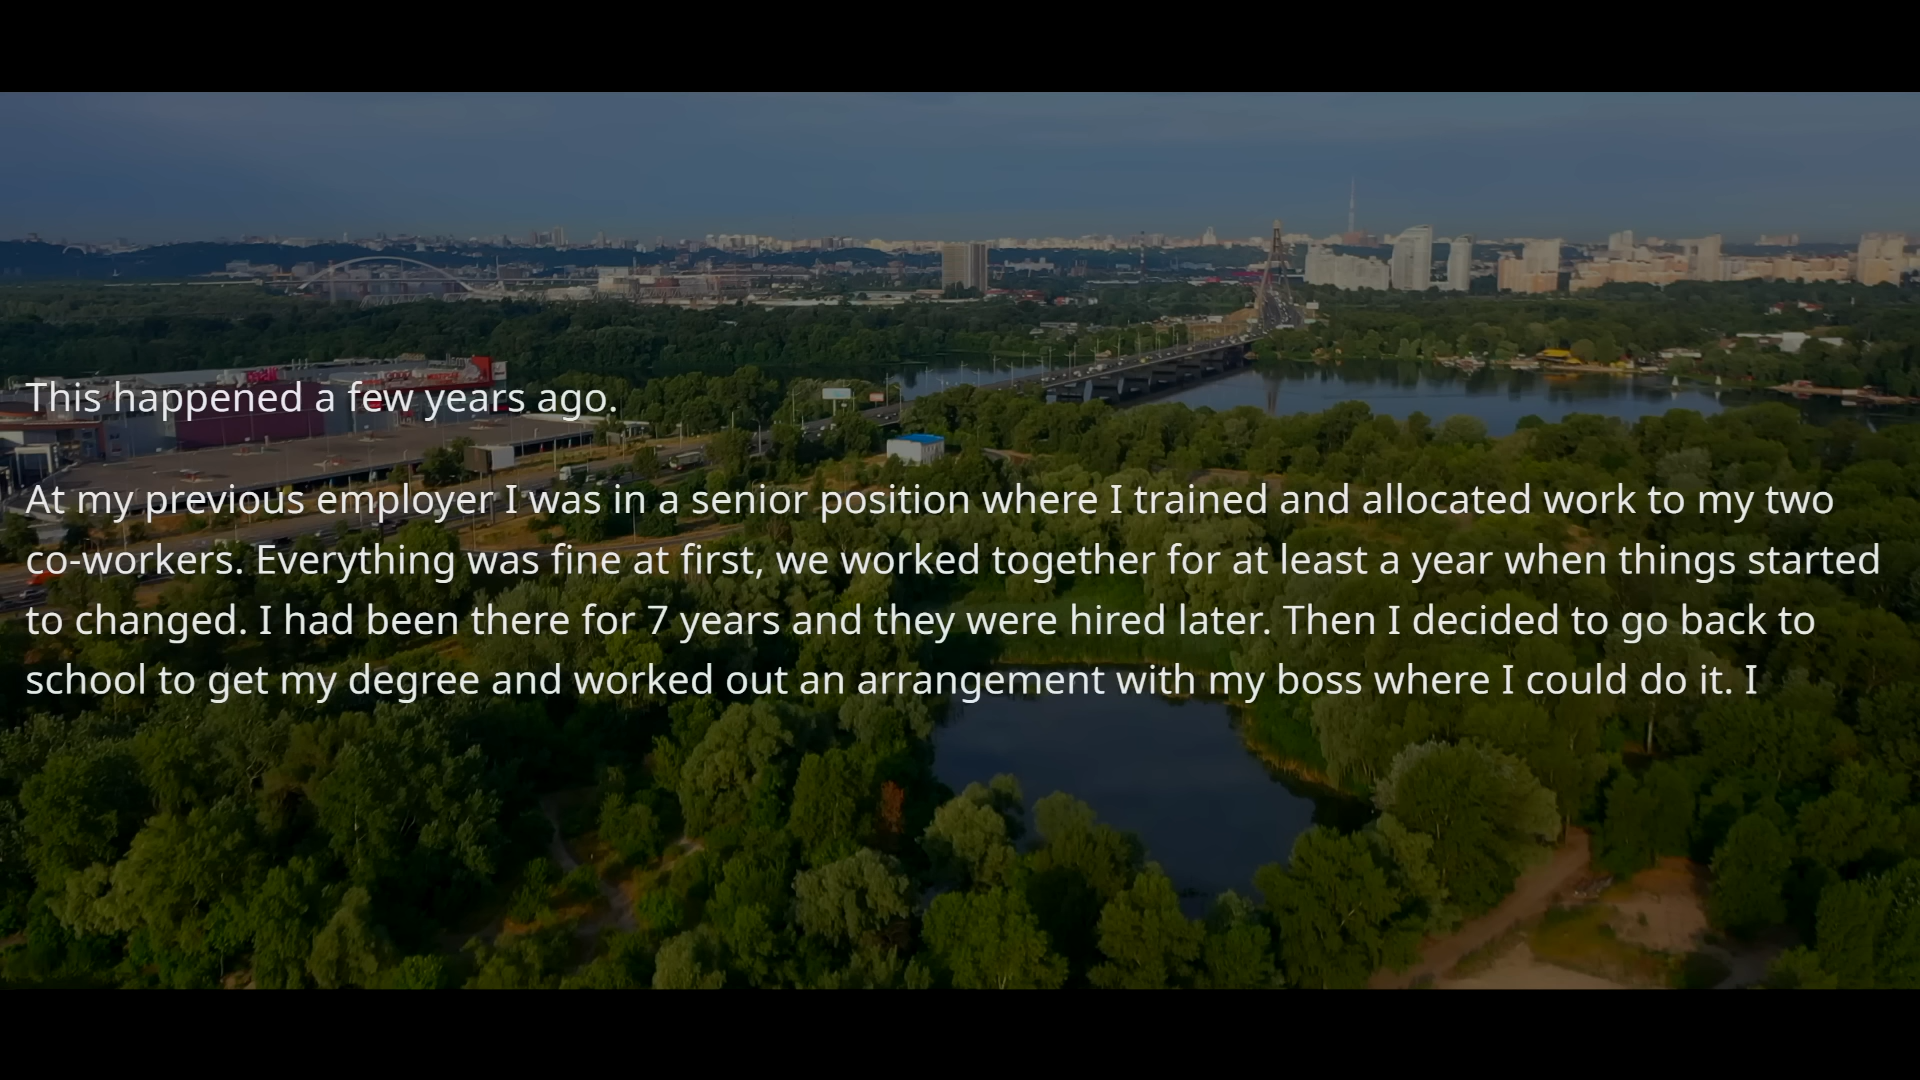 This happened a few years ago.
At my previous employer I was in a senior position where I trained and allocated work to my two
co-workers. Everything was fine at first, we worked together for at least a year when things started
to changed. I had been there for 7 years and they were hired later. Then I decided to go back to
school to get my degree and worked out an arrangement with my boss where I could do it. I